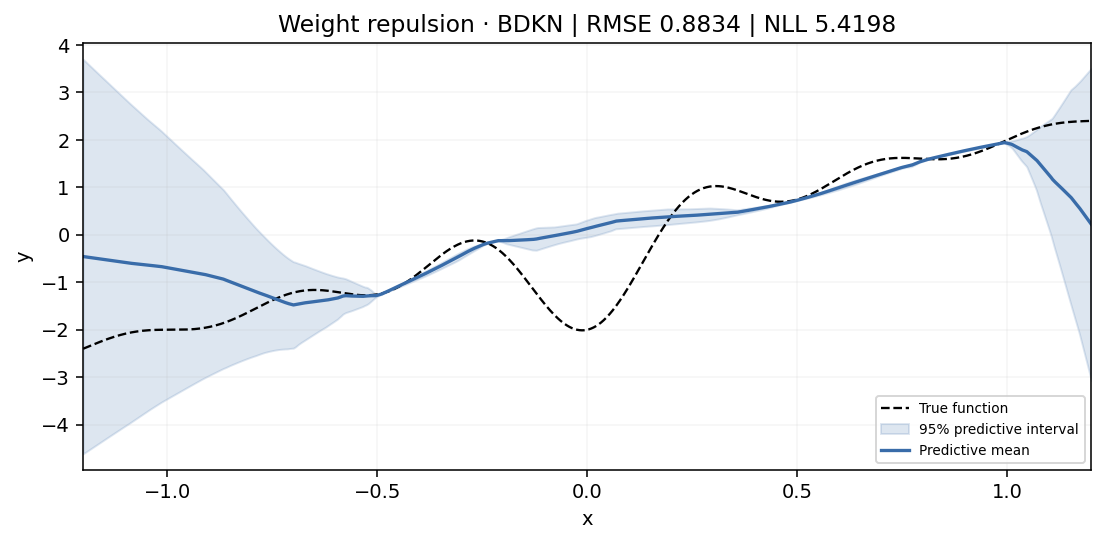 Weight repulsion · BDKN | RMSE 0.8834 | NLL 5.4198
4
3
2
1
0
−1
−2
−3
−4
y
−1.0 −0.5 0.0 0.5 1.0
x
True function
95% predictive interval
Predictive mean